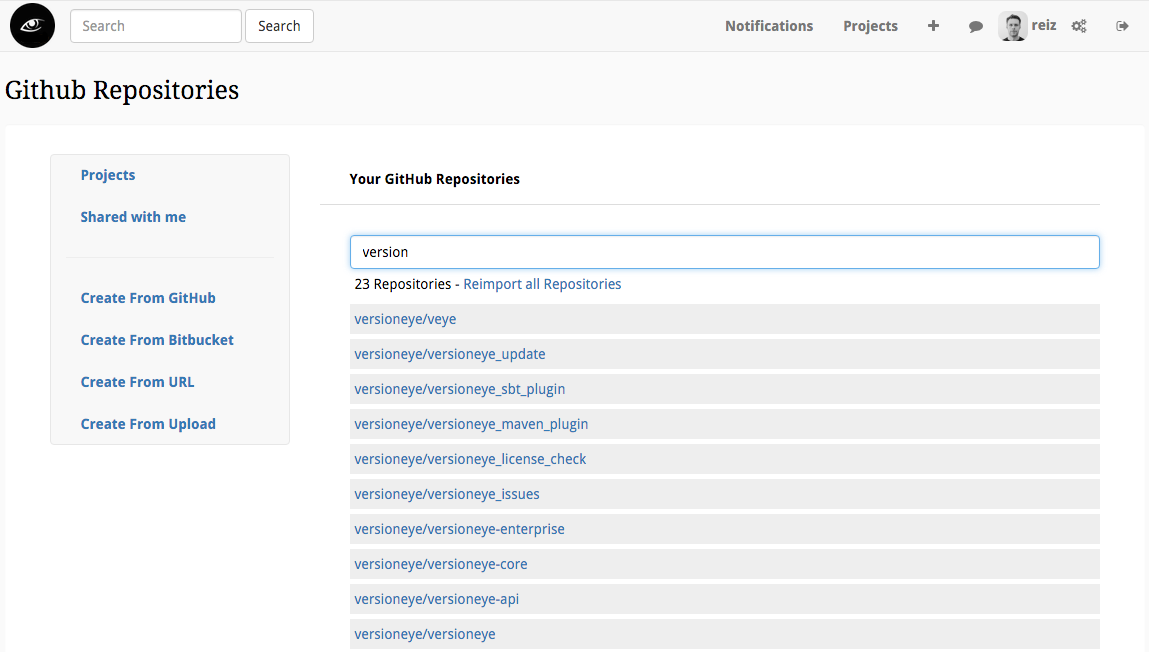 Search Search Notifications Projects reiz
Github Repositories
Projects
Shared with me
Create From GitHub
Create From Bitbucket
Create From URL
Create From Upload
Your GitHub Repositories
version
23 Repositories - Reimport all Repositories
versioneye/veye
versioneye/versioneye_update
versioneye/versioneye_sbt_plugin
versioneye/versioneye_maven_plugin
versioneye/versioneye_license_check
versioneye/versioneye_issues
versioneye/versioneye-enterprise
versioneye/versioneye-core
versioneye/versioneye-api
versioneye/versioneye